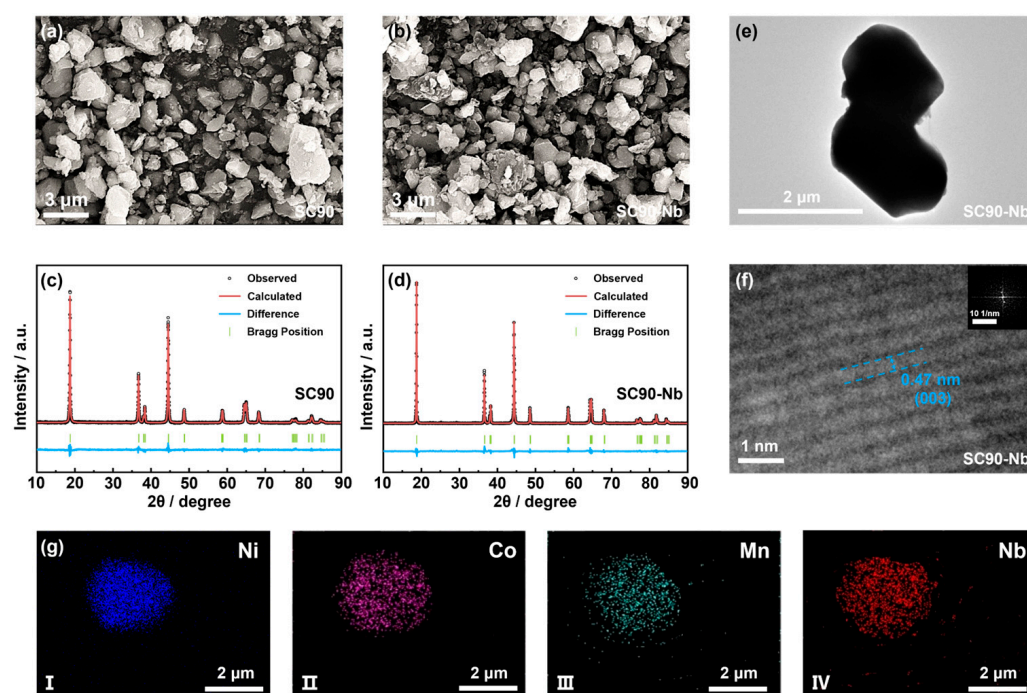 (a)
3 μm
SC90
(b)
3 μm
SC90-Nb
(e)
2 μm
SC90-Nb
(c)
Observed
Calculated
Difference
Bragg Position
SC90
Intensity / a.u.
10 20 30 40 50 60 70 80 90
2θ / degree
(d)
Observed
Calculated
Difference
Bragg Position
SC90-Nb
Intensity / a.u.
10 20 30 40 50 60 70 80 90
2θ / degree
(f)
10 1/nm
0.47 nm
(003)
1 nm
SC90-Nb
(g)
Ni
I
2 μm
Co
II
2 μm
Mn
III
2 μm
Nb
IV
2 μm